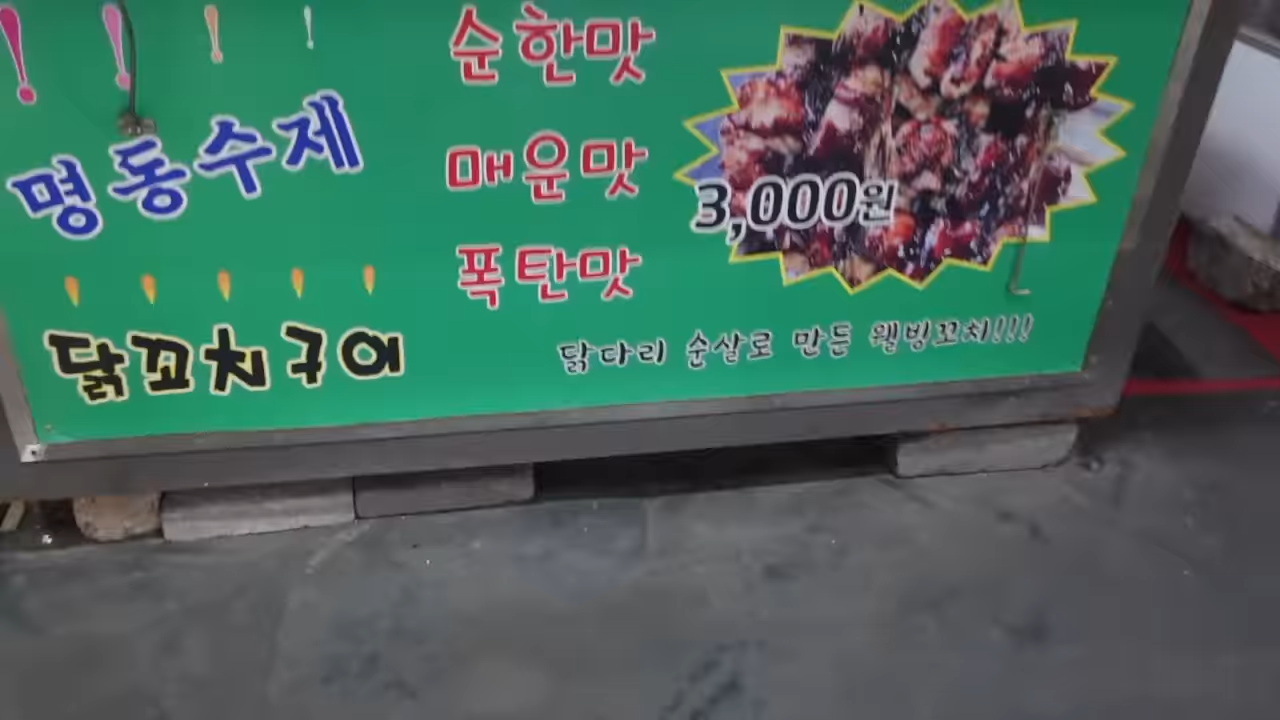 ! ! ! !
명동수제
닭꼬치구이
순한맛
매운맛
폭탄맛
3,000원
닭다리 순살로 만든 웰빙꼬치!!!